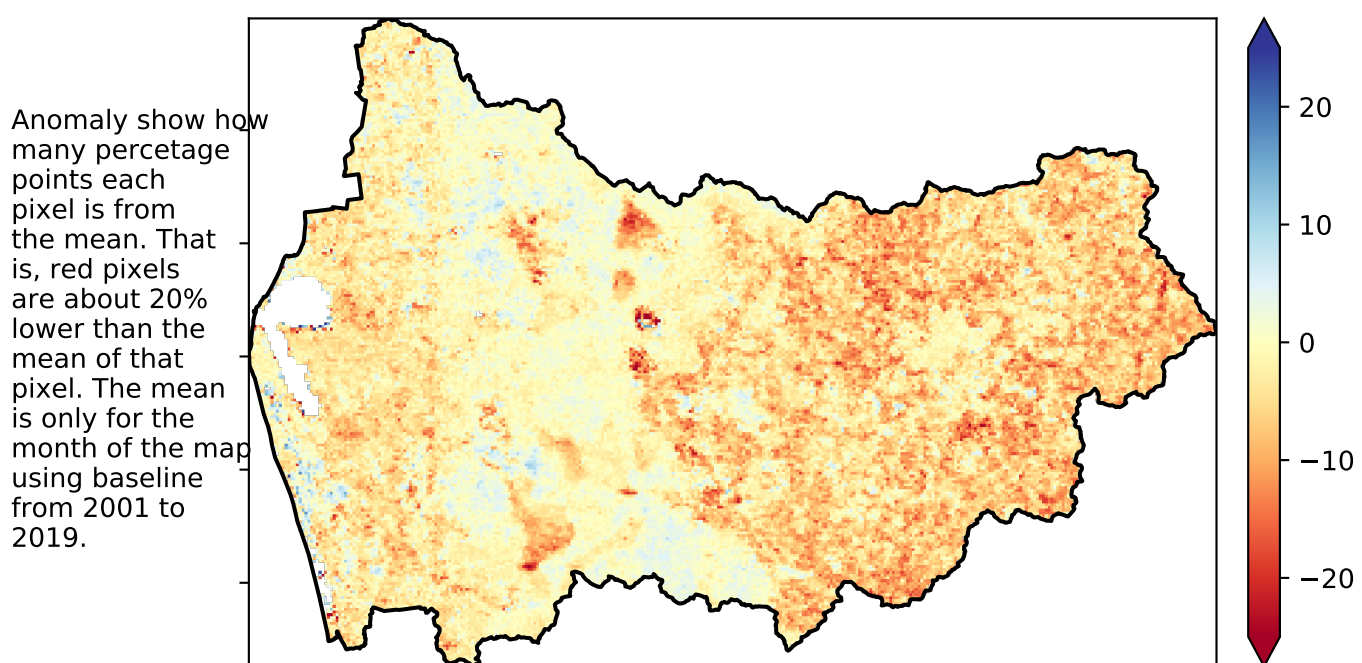 Anomaly show how
many percetage
points each
pixel is from
the mean. That
is, red pixels
are about 20%
lower than the
mean of that
pixel. The mean
is only for the
month of the map
using baseline
from 2001 to
2019.
20
10
0
−10
−20